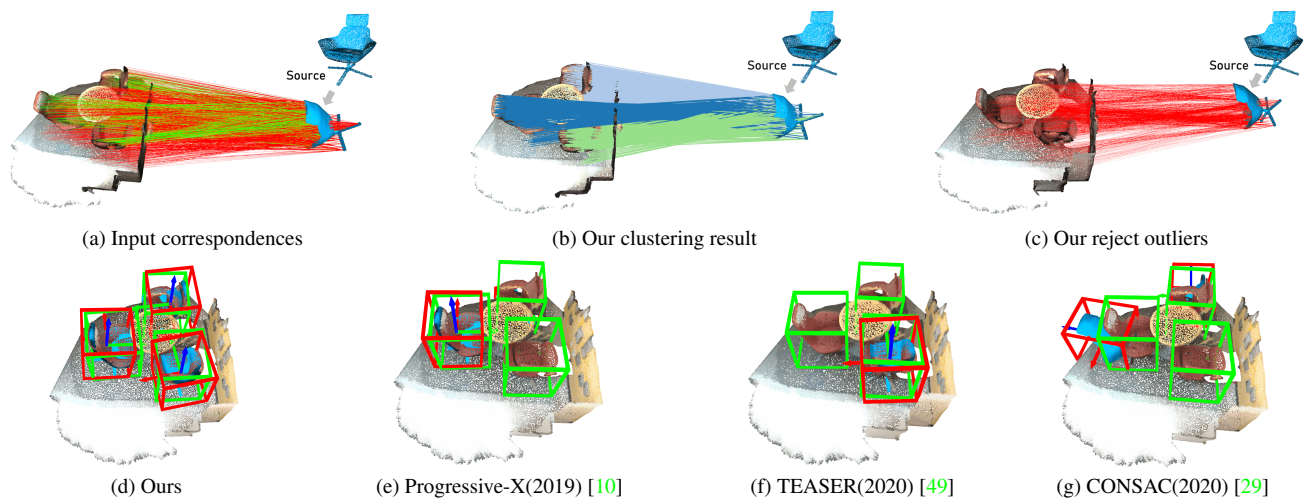 Source
Source
Source
(a) Input correspondences
(b) Our clustering result
(c) Our reject outliers
(d) Ours
(e) Progressive-X(2019) [10]
(f) TEASER(2020) [49]
(g) CONSAC(2020) [29]